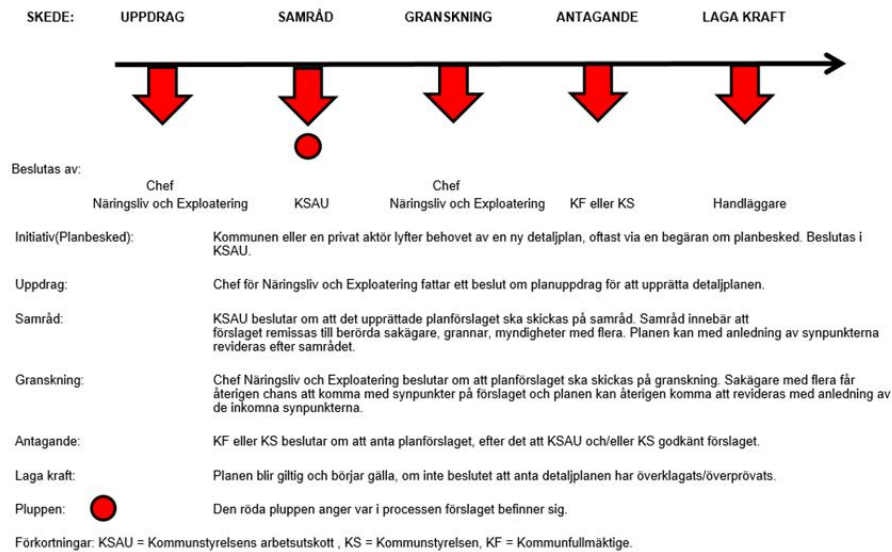 SKEDE: UPPDRAG SAMRÅD GRANSKNING ANTAGANDE LAGA KRAFT
Beslutas av:
Chef Chef
Näringsliv och Exploatering KSAU Näringsliv och Exploatering KF eller KS Handläggare
Initiativ(Planbesked): Kommunen eller en privat aktör lyfter behovet av en ny detaljplan, oftast via en begäran om planbesked. Beslutas i
KSAU.
Uppdrag: Chef för Näringsliv och Exploatering fattar ett beslut om planuppdrag för att upprätta detaljplanen.
Samråd: KSAU beslutar om att det upprättade planförslaget ska skickas på samråd. Samråd innebär att
förslaget remissas till berörda sakägare, grannar, myndigheter med flera. Planen kan med anledning av synpunkterna
revideras efter samrådet.
Granskning: Chef Näringsliv och Exploatering beslutar om att planförslaget ska skickas på granskning. Sakägare med flera får
återigen chans att komma med synpunkter på förslaget och planen kan återigen komma att revideras med anledning av
de inkomna synpunkterna.
Antagande: KF eller KS beslutar om att anta planförslaget, efter det att KSAU och/eller KS godkänt förslaget.
Laga kraft: Planen blir giltig och börjar gälla, om inte beslutet att anta detaljplanen har överklagats/överprövats.
Pluppen: Den röda pluppen anger var i processen förslaget befinner sig.
Förkortningar: KSAU = Kommunstyrelsens arbetsutskott , KS = Kommunstyrelsen, KF = Kommunfullmäktige.